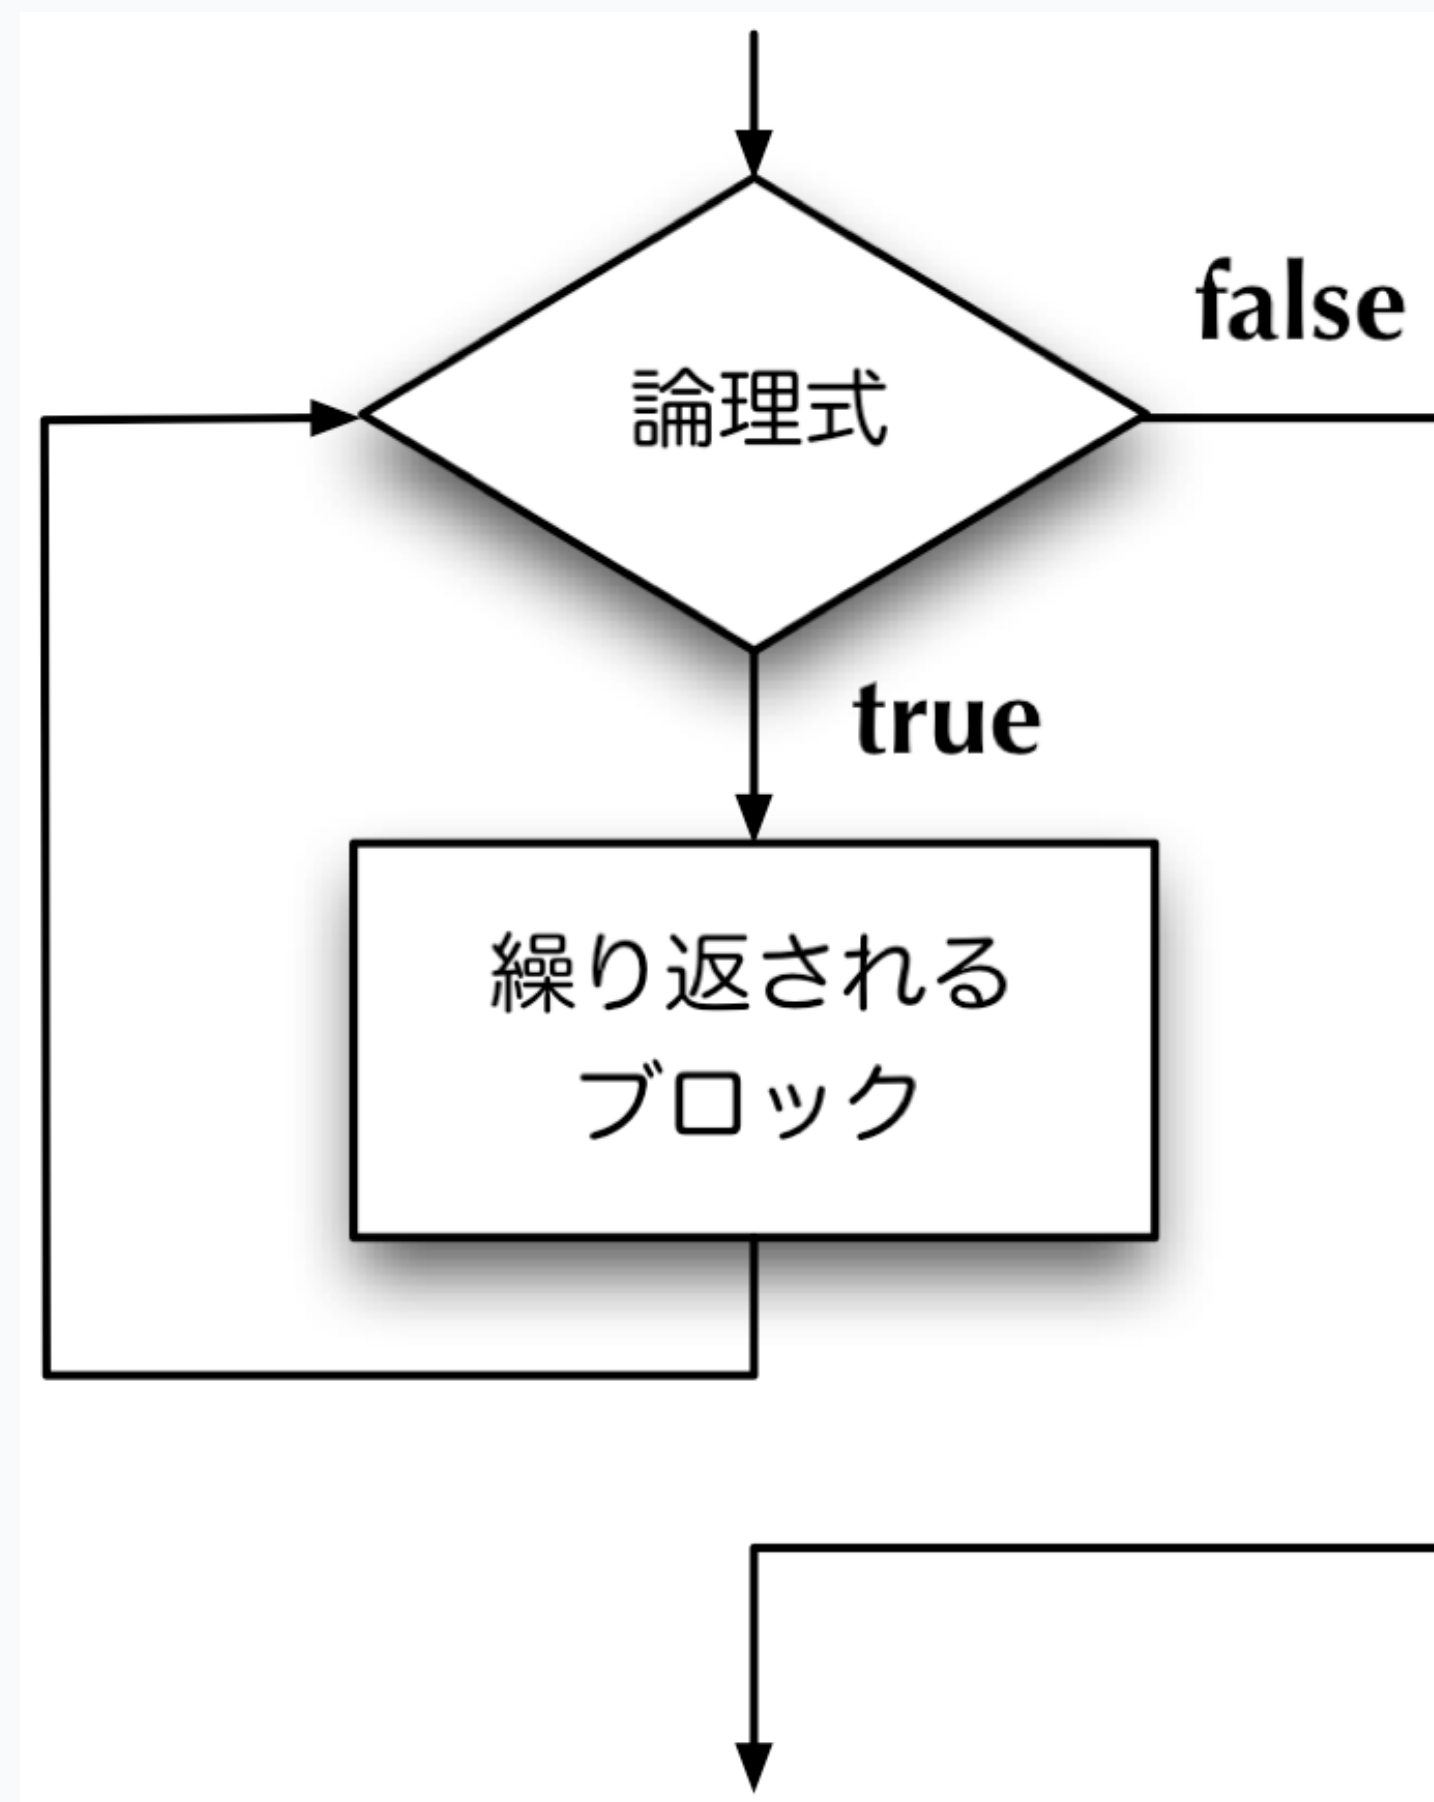 false
論理式
true
繰り返される
ブロック